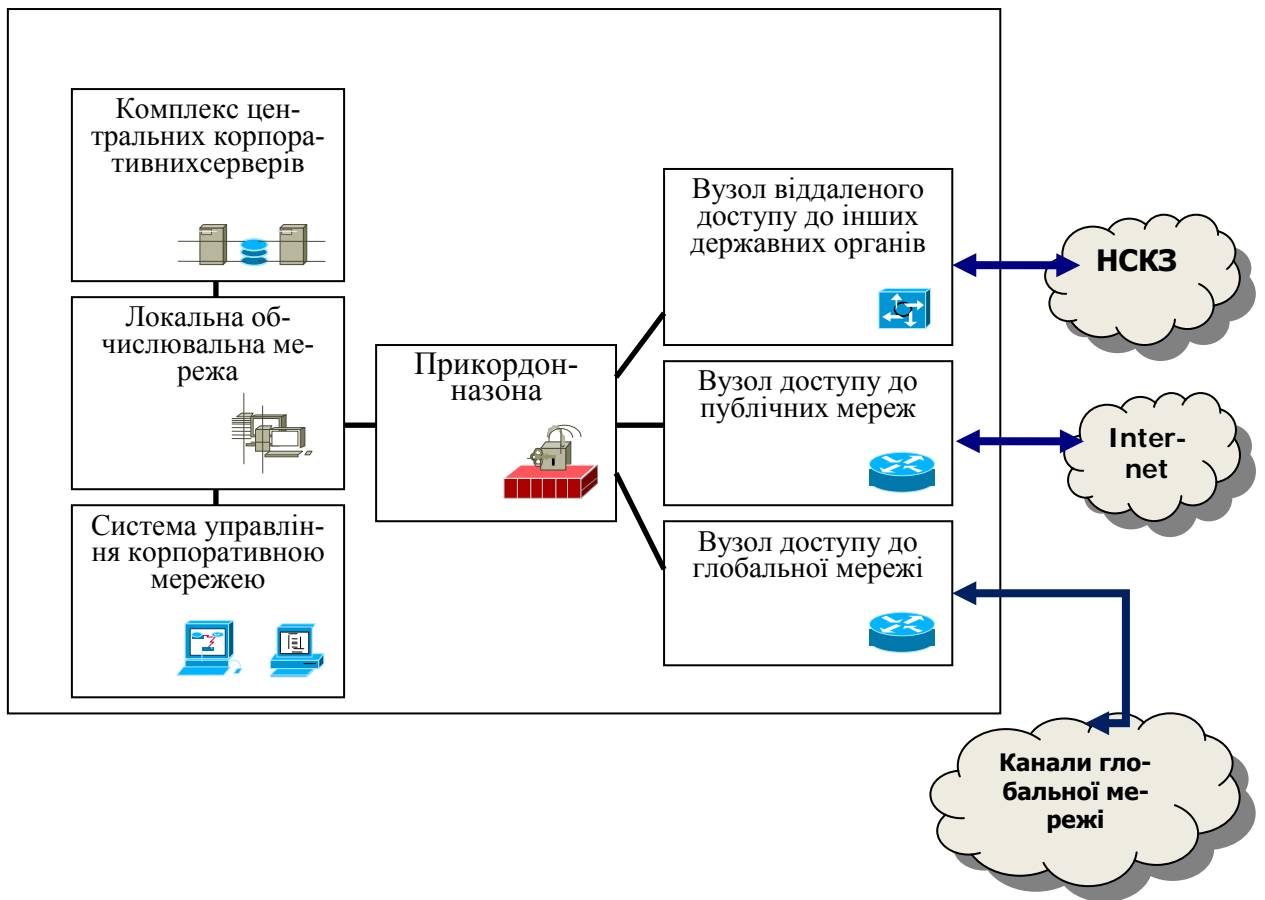 Комплекс цен-
тральних корпора-
тивнихсерверів
Локальна об-
числювальна ме-
режа
Система управлін-
ня корпоративною
мережею
Прикордон-
назона
Вузол віддаленого
доступу до інших
державних органів
Вузол доступу до
публічних мереж
Вузол доступу до
глобальної мережі
НСКЗ
Inter-
net
Канали гло-
бальної ме-
режі